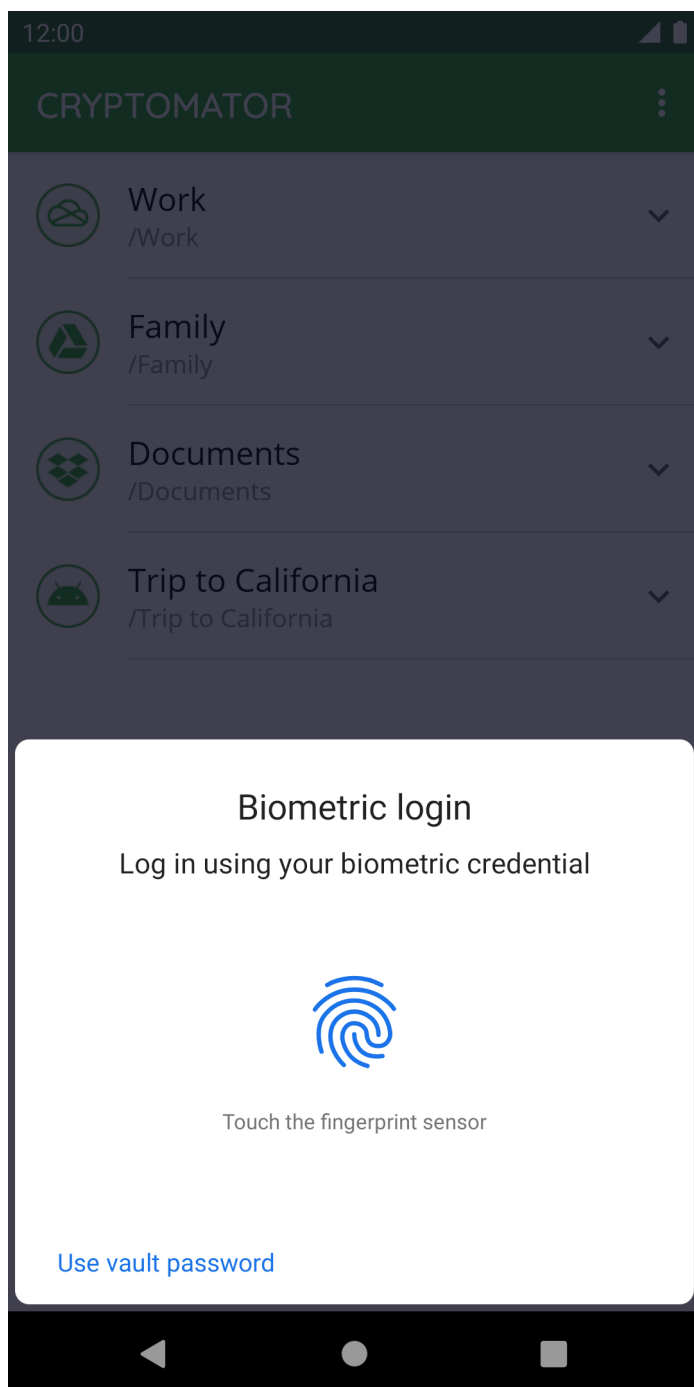 12:00
CRYPTOMATOR
Work
/Work
Family
/Family
Documents
/Documents
Trip to California
/Trip to California
Biometric login
Log in using your biometric credential
Touch the fingerprint sensor
Use vault password